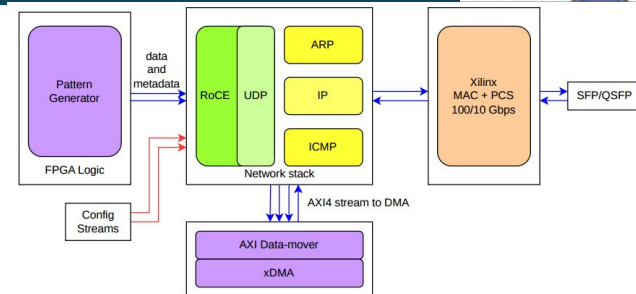 Pattern
Generator
FPGA Logic
data
and
metadata
Config
Streams
RoCE
UDP
ARP
IP
ICMP
Network stack
AXI4 stream to DMA
AXI Data-mover
xDMA
Xilinx
MAC + PCS
100/10 Gbps
SFP/QSFP